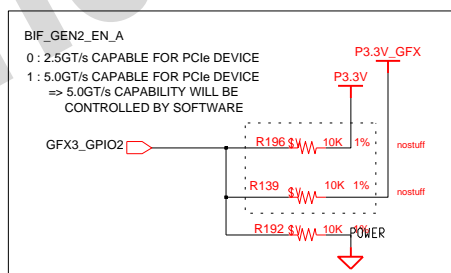 BIF_GEN2_EN_A
0 : 2.5GT/s CAPABLE FOR PCIe DEVICE
1 : 5.0GT/s CAPABLE FOR PCIe DEVICE
=> 5.0GT/s CAPABILITY WILL BE
CONTROLLED BY SOFTWARE
P3.3V_GFX
P3.3V
GFX3_GPIO2
R196 $V 10K 1% nostuff
R139 $V 10K 1% nostuff
R192 $V 10K 1%
POWER